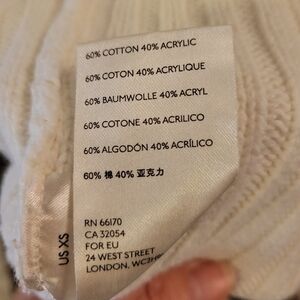 60% COTTON 40% ACRYLIC
60% COTON 40% ACRYLIQUE
60% BAUMWOLLE 40% ACRYL
60% COTONE 40% ACRILICO
60% ALGODÓN 40% ACRÍLICO
60% 棉 40% 亚克力
US XS
RN 66170
CA 32054
FOR EU
24 WEST STREET
LONDON,